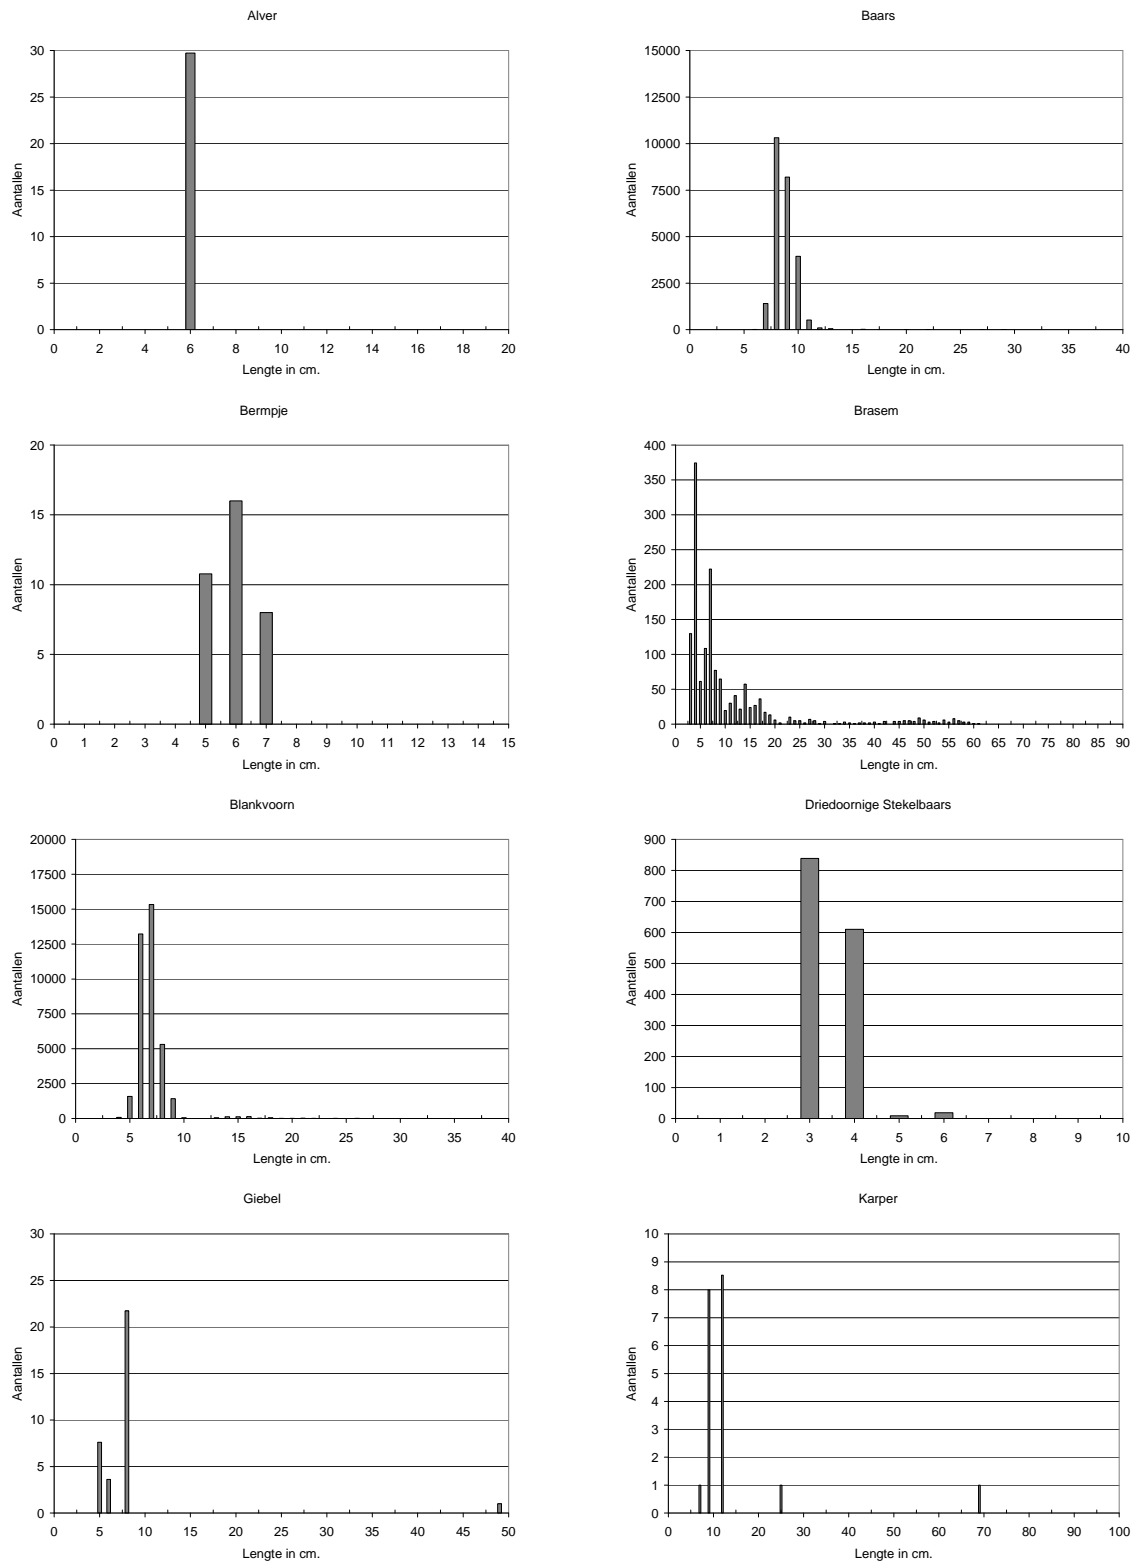 Alver
30
25
20
15
10
5
0
Aantallen
0 2 4 6 8 10 12 14 16 18 20
Lengte in cm.
Baars
15000
12500
10000
7500
5000
2500
0
Aantallen
0 5 10 15 20 25 30 35 40
Lengte in cm.
Bermpje
20
15
10
5
0
Aantallen
0 1 2 3 4 5 6 7 8 9 10 11 12 13 14 15
Lengte in cm.
Brasem
400
350
300
250
200
150
100
50
0
Aantallen
0 5 10 15 20 25 30 35 40 45 50 55 60 65 70 75 80 85 90
Lengte in cm.
Blankvoorn
20000
17500
15000
12500
10000
7500
5000
2500
0
Aantallen
0 5 10 15 20 25 30 35 40
Lengte in cm.
Driedoornige Stekelbaars
900
800
700
600
500
400
300
200
100
0
Aantallen
0 1 2 3 4 5 6 7 8 9 10
Lengte in cm.
Giebel
30
25
20
15
10
5
0
Aantallen
0 5 10 15 20 25 30 35 40 45 50
Lengte in cm.
Karper
10
9
8
7
6
5
4
3
2
1
0
Aantallen
0 10 20 30 40 50 60 70 80 90 100
Lengte in cm.